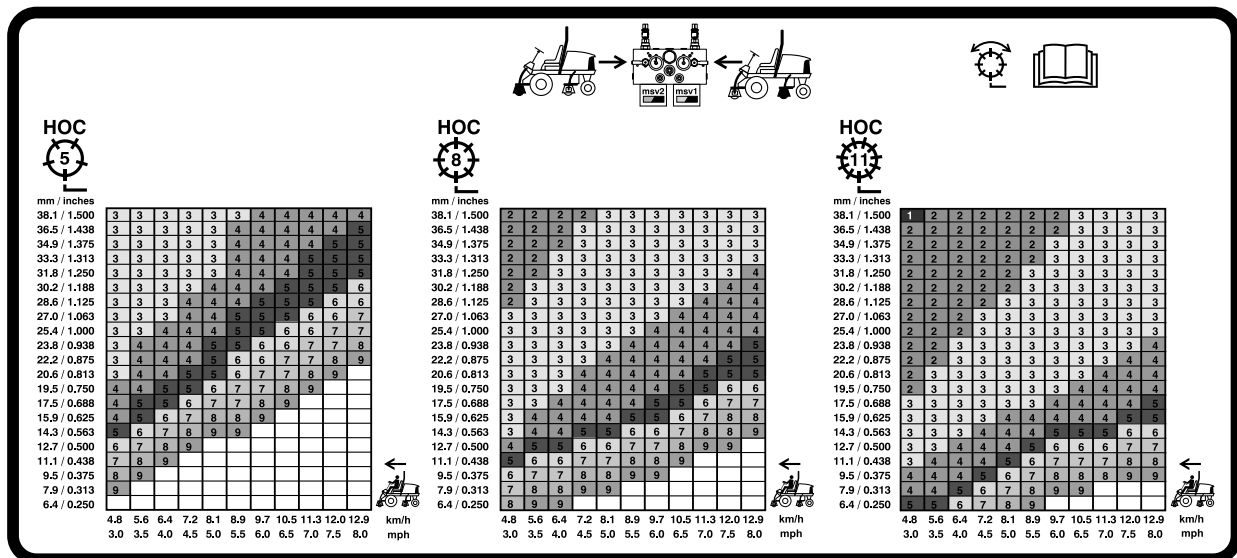 msv2 msv1
HOC
5
mm / inches
38.1 / 1.500 3 3 3 3 3 3 4 4 4 4 4
36.5 / 1.438 3 3 3 3 3 4 4 4 4 4 5
34.9 / 1.375 3 3 3 3 3 4 4 4 4 5 5
33.3 / 1.313 3 3 3 3 3 4 4 4 5 5 5
31.8 / 1.250 3 3 3 3 3 4 4 4 5 5 5
30.2 / 1.188 3 3 3 3 4 4 4 5 5 5 6
28.6 / 1.125 3 3 3 4 4 4 5 5 5 6 6
27.0 / 1.063 3 3 3 4 4 5 5 5 6 6 7
25.4 / 1.000 3 3 4 4 4 5 5 6 6 7 7
23.8 / 0.938 3 4 4 4 5 5 6 6 7 7 8
22.2 / 0.875 3 4 4 4 5 6 6 7 7 8 9
20.6 / 0.813 3 4 4 5 5 6 7 7 8 9
19.5 / 0.750 4 4 5 5 6 7 7 8 9
17.5 / 0.688 4 5 5 6 6 7 8 9
15.9 / 0.625 4 5 6 7 7 8 9
14.3 / 0.563 5 6 7 8 9 9
12.7 / 0.500 6 7 8 9
11.1 / 0.438 7 8 9
9.5 / 0.375 8 9
7.9 / 0.313 9
6.4 / 0.250
4.8 5.6 6.4 7.2 8.1 8.9 9.7 10.5 11.3 12.0 12.9 km/h
3.0 3.5 4.0 4.5 5.0 5.5 6.0 6.5 7.0 7.5 8.0 mph
HOC
8
mm / inches
38.1 / 1.500 2 2 2 2 3 3 3 3 3 3 3
36.5 / 1.438 2 2 2 3 3 3 3 3 3 3 3
34.9 / 1.375 2 2 2 3 3 3 3 3 3 3 3
33.3 / 1.313 2 2 3 3 3 3 3 3 3 3 3
31.8 / 1.250 2 2 3 3 3 3 3 3 3 3 4
30.2 / 1.188 2 3 3 3 3 3 3 3 3 3 4
28.6 / 1.125 2 3 3 3 3 3 3 3 4 4 4
27.0 / 1.063 3 3 3 3 3 3 3 4 4 4 4
25.4 / 1.000 3 3 3 3 3 3 4 4 4 4 4
23.8 / 0.938 3 3 3 3 3 4 4 4 4 4 5
22.2 / 0.875 3 3 3 3 4 4 4 4 4 5 5
20.6 / 0.813 3 3 3 4 4 4 4 4 5 5 5
19.5 / 0.750 3 3 3 4 4 4 4 5 5 6 6
17.5 / 0.688 3 3 4 4 4 5 5 5 6 7 7
15.9 / 0.625 3 4 4 4 4 5 5 6 7 8 8
14.3 / 0.563 3 4 4 5 5 6 6 7 8 8 9
12.7 / 0.500 4 5 5 6 6 7 7 8 9 9
11.1 / 0.438 5 6 6 7 7 8 8 9
9.5 / 0.375 6 7 7 8 8 9 9
7.9 / 0.313 7 8 8 9 9
6.4 / 0.250 8 9 9
4.8 5.6 6.4 7.2 8.1 8.9 9.7 10.5 11.3 12.0 12.9 km/h
3.0 3.5 4.0 4.5 5.0 5.5 6.0 6.5 7.0 7.5 8.0 mph
HOC
11
mm / inches
38.1 / 1.500 1 2 2 2 2 2 2 3 3 3 3
36.5 / 1.438 2 2 2 2 2 2 2 3 3 3 3
34.9 / 1.375 2 2 2 2 2 2 3 3 3 3 3
33.3 / 1.313 2 2 2 2 2 2 3 3 3 3 3
31.8 / 1.250 2 2 2 2 2 3 3 3 3 3 3
30.2 / 1.188 2 2 2 2 2 3 3 3 3 3 3
28.6 / 1.125 2 2 2 2 3 3 3 3 3 3 3
27.0 / 1.063 2 2 2 3 3 3 3 3 3 3 3
25.4 / 1.000 2 2 2 3 3 3 3 3 3 3 3
23.8 / 0.938 2 2 3 3 3 3 3 3 3 3 4
22.2 / 0.875 2 2 3 3 3 3 3 3 3 4 4
20.6 / 0.813 2 3 3 3 3 3 3 3 4 4 4
19.5 / 0.750 2 3 3 3 3 3 3 4 4 4 4
17.5 / 0.688 3 3 3 3 3 3 4 4 4 4 5
15.9 / 0.625 3 3 3 3 4 4 4 4 4 5 5
14.3 / 0.563 3 3 3 4 4 4 5 5 5 6 6
12.7 / 0.500 3 3 4 4 4 5 6 6 6 7 7
11.1 / 0.438 3 4 4 4 5 6 6 7 7 8 8
9.5 / 0.375 4 4 4 5 6 7 7 8 8 9 9
7.9 / 0.313 4 4 5 6 7 8 9 9
6.4 / 0.250 5 5 6 7 8 9
4.8 5.6 6.4 7.2 8.1 8.9 9.7 10.5 11.3 12.0 12.9 km/h
3.0 3.5 4.0 4.5 5.0 5.5 6.0 6.5 7.0 7.5 8.0 mph